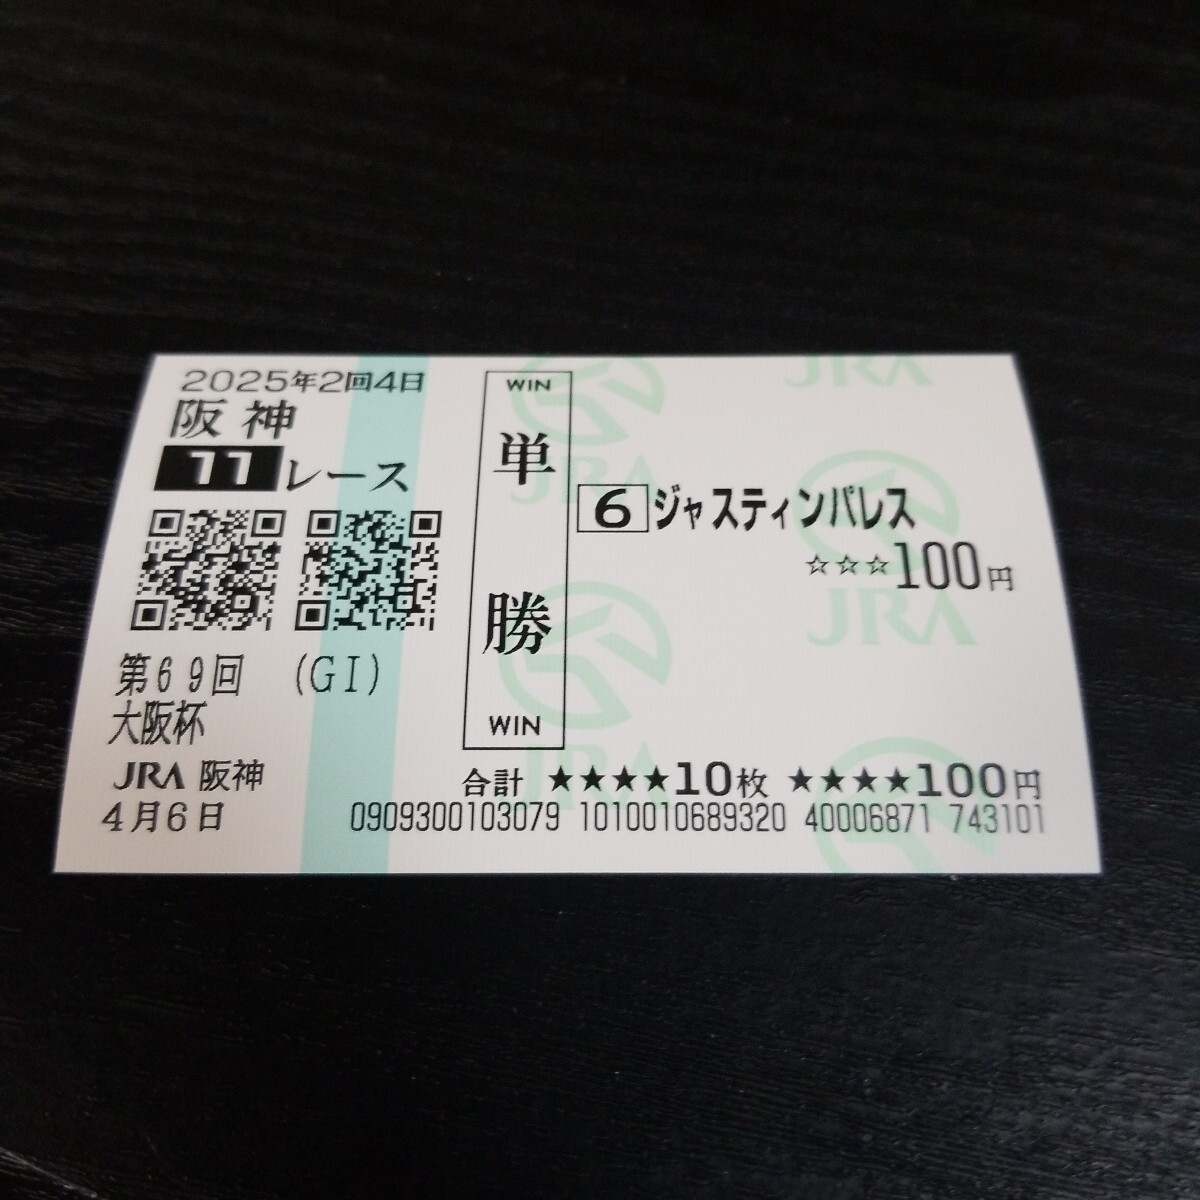 2025年2回4日
阪神
11レース
第69回 (GI)
大阪杯
JRA 阪神
4月6日
WIN
単勝
WIN
6 ジャスティンパレス
☆☆☆100円
合計 ★★★★10枚 ★★★★100円
0909300103079 1010010689320 40006871 743101
JRA
JRA
JRA
JRA